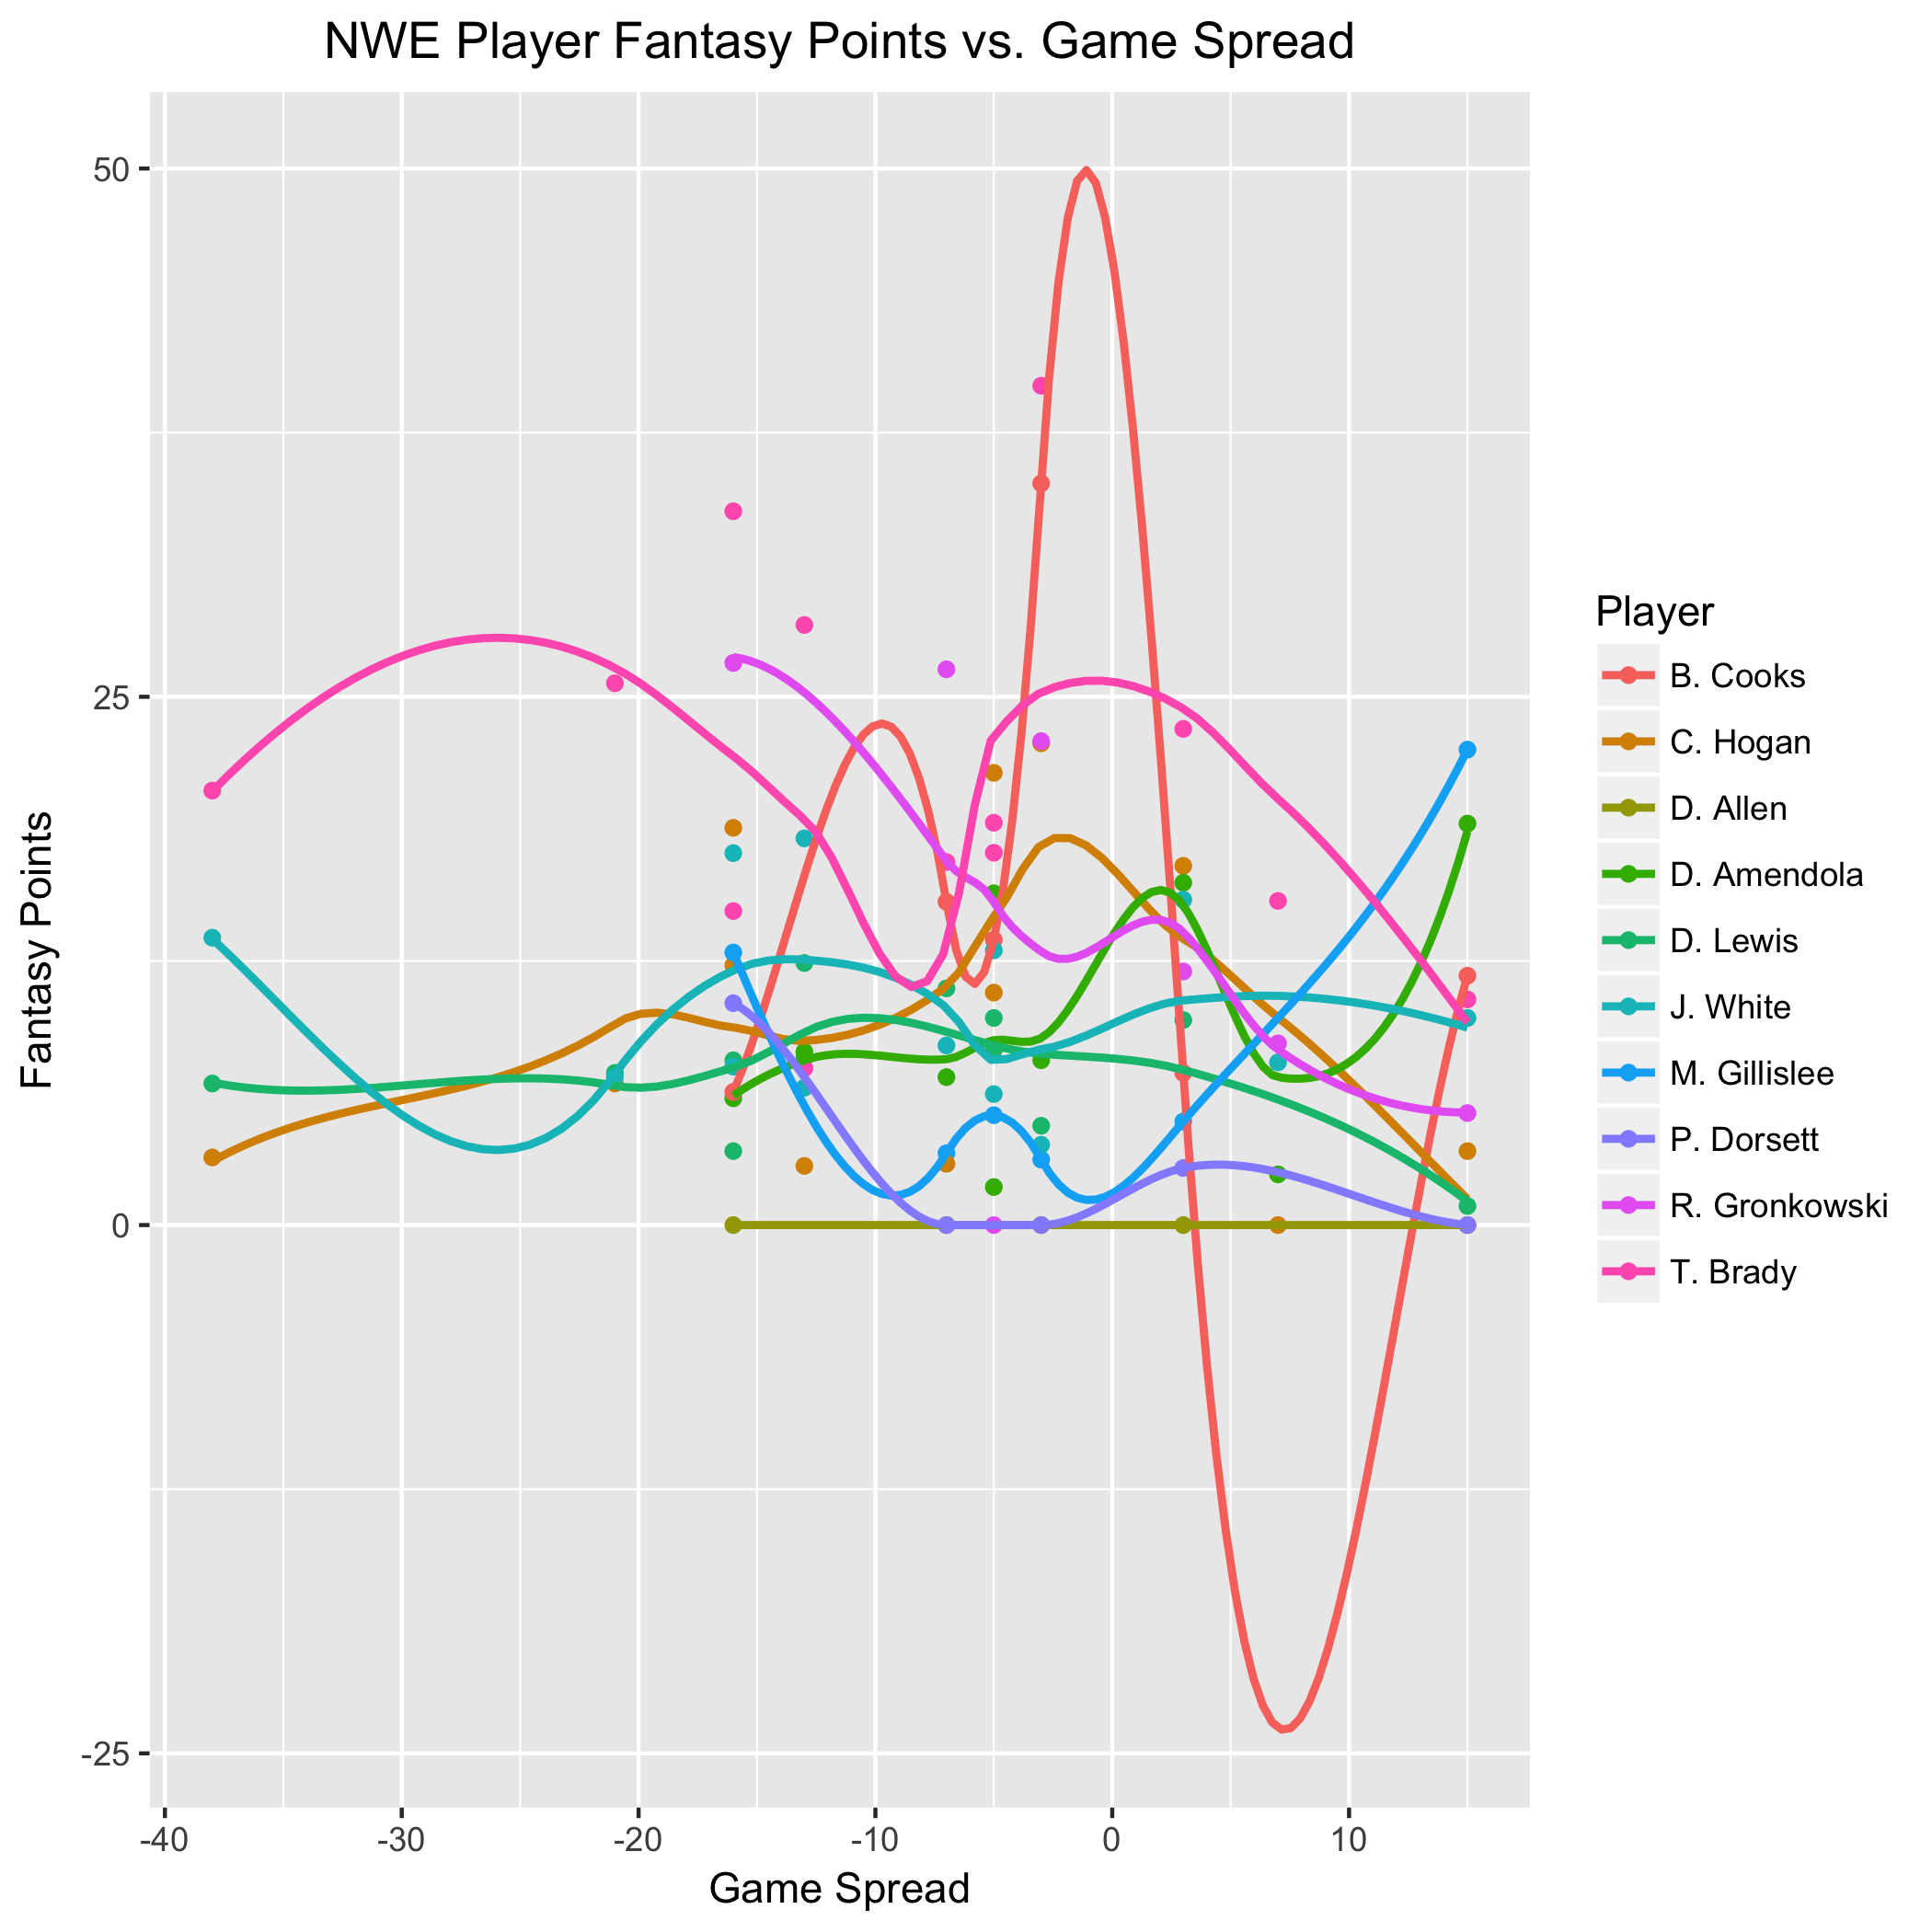 NWE Player Fantasy Points vs. Game Spread
50
25
0
-25
Fantasy Points
-40 -30 -20 -10 0 10
Game Spread
Player
B. Cooks
C. Hogan
D. Allen
D. Amendola
D. Lewis
J. White
M. Gillislee
P. Dorsett
R. Gronkowski
T. Brady